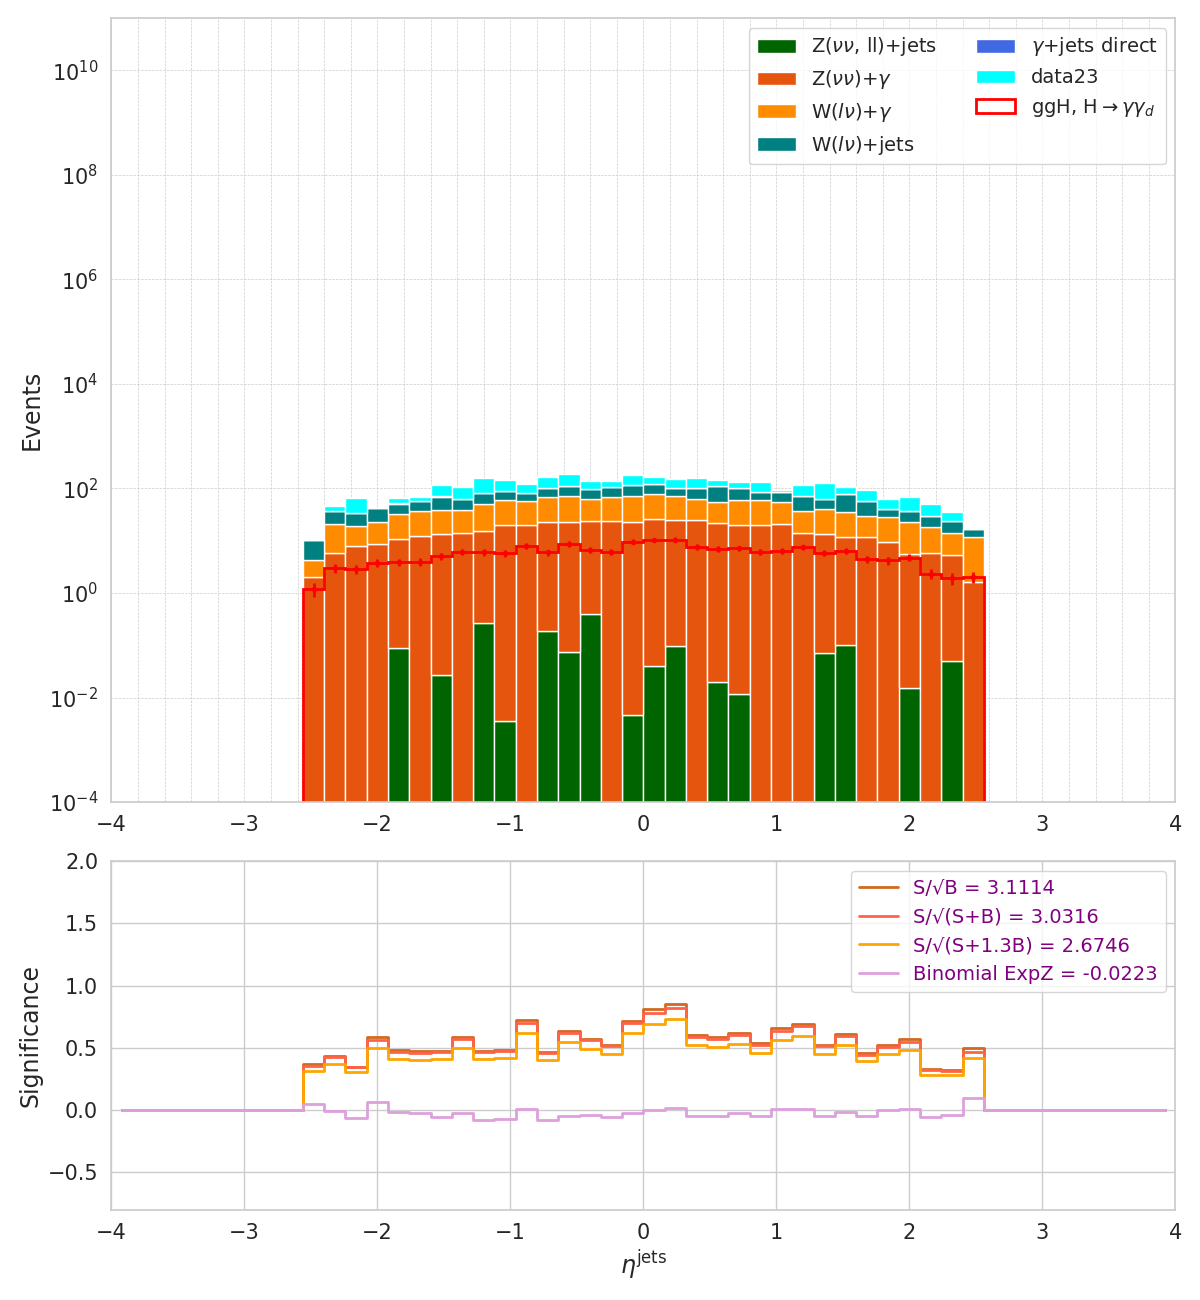 Events
10^10
10^8
10^6
10^4
10^2
10^0
10^−2
10^−4
Z(νν, ll)+jets
Z(νν)+γ
W(lν)+γ
W(lν)+jets
γ+jets direct
data23
ggH, H→γγ_d
−4 −3 −2 −1 0 1 2 3 4
Significance
2.0
1.5
1.0
0.5
0.0
−0.5
S/√B = 3.1114
S/√(S+B) = 3.0316
S/√(S+1.3B) = 2.6746
Binomial ExpZ = -0.0223
−4 −3 −2 −1 0 1 2 3 4
η^jets